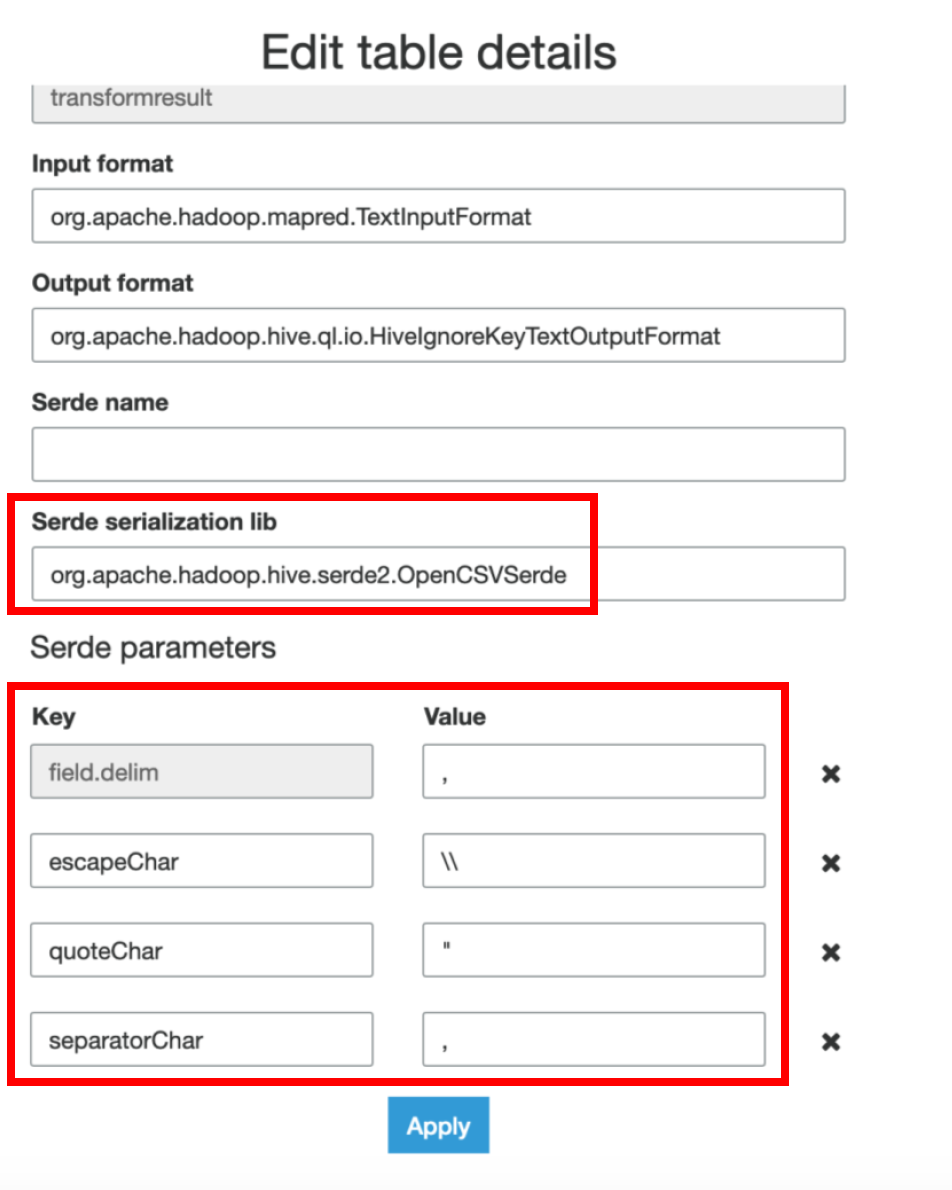 Edit table details
transformresult
Input format
org.apache.hadoop.mapred.TextInputFormat
Output format
org.apache.hadoop.hive.ql.io.HiveIgnoreKeyTextOutputFormat
Serde name
Serde serialization lib
org.apache.hadoop.hive.serde2.OpenCSVSerde
Serde parameters
Key Value
field.delim ,
escapeChar \\
quoteChar "
separatorChar ,
Apply